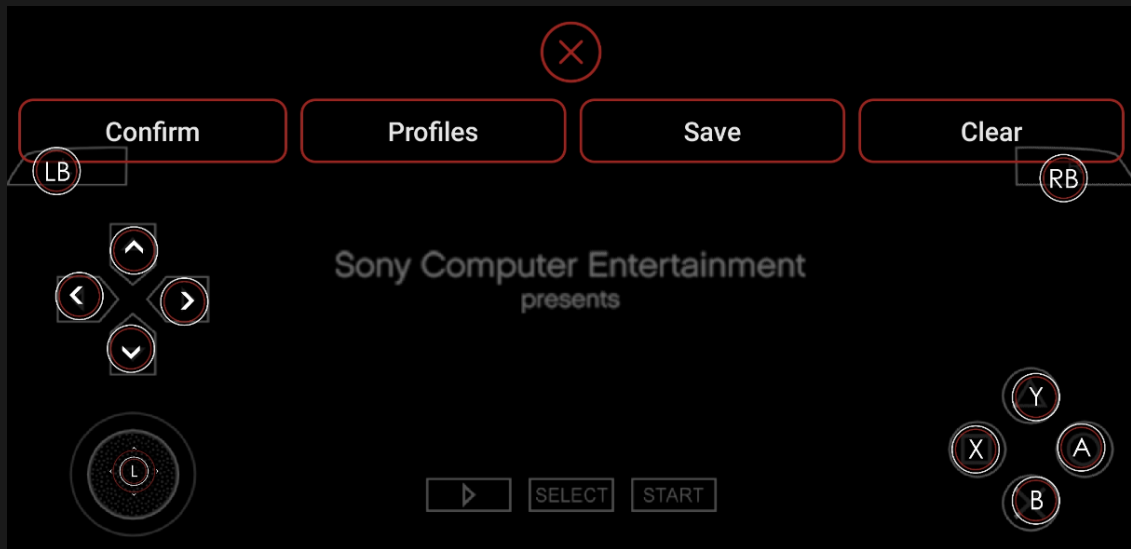 Confirm
Profiles
Save
Clear
LB
RB
Sony Computer Entertainment
presents
Y
X
A
L
B
SELECT
START